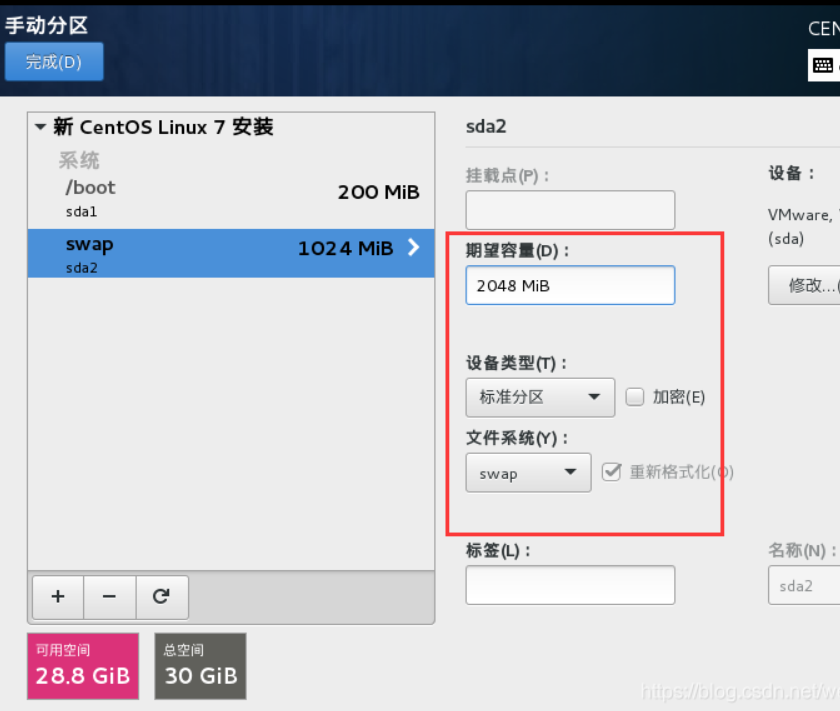 手动分区
CEN
完成(D)
新 CentOS Linux 7 安装
系统
/boot
200 MiB
sda1
swap
1024 MiB
sda2
sda2
挂载点(P)：
设备：
VMware,
(sda)
期望容量(D)：
2048 MiB
修改...(
设备类型(T)：
标准分区
加密(E)
文件系统(Y)：
swap
重新格式化(O)
标签(L)：
名称(N)：
sda2
+
−
可用空间
28.8 GiB
总空间
30 GiB
https://blog.csdn.net/w